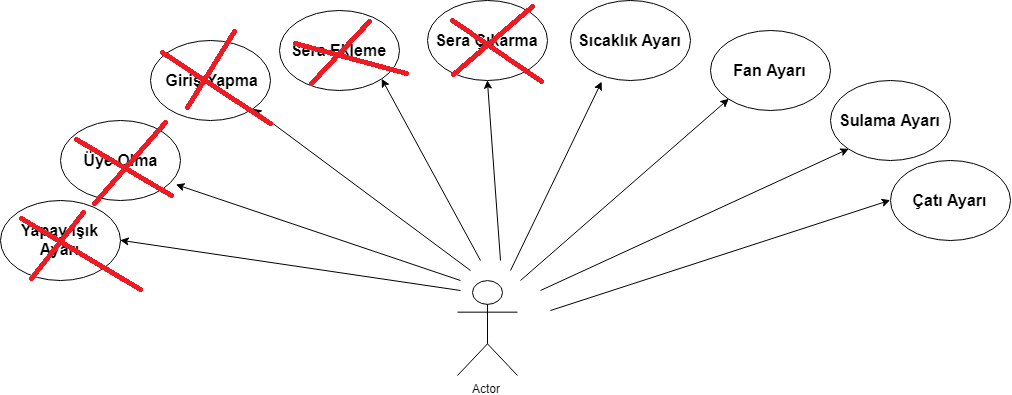 Sera Ekleme
Sera Çıkarma
Sıcaklık Ayarı
Giriş Yapma
Fan Ayarı
Sulama Ayarı
Üye Olma
Çatı Ayarı
Yapay Işık
Ayarı
Actor